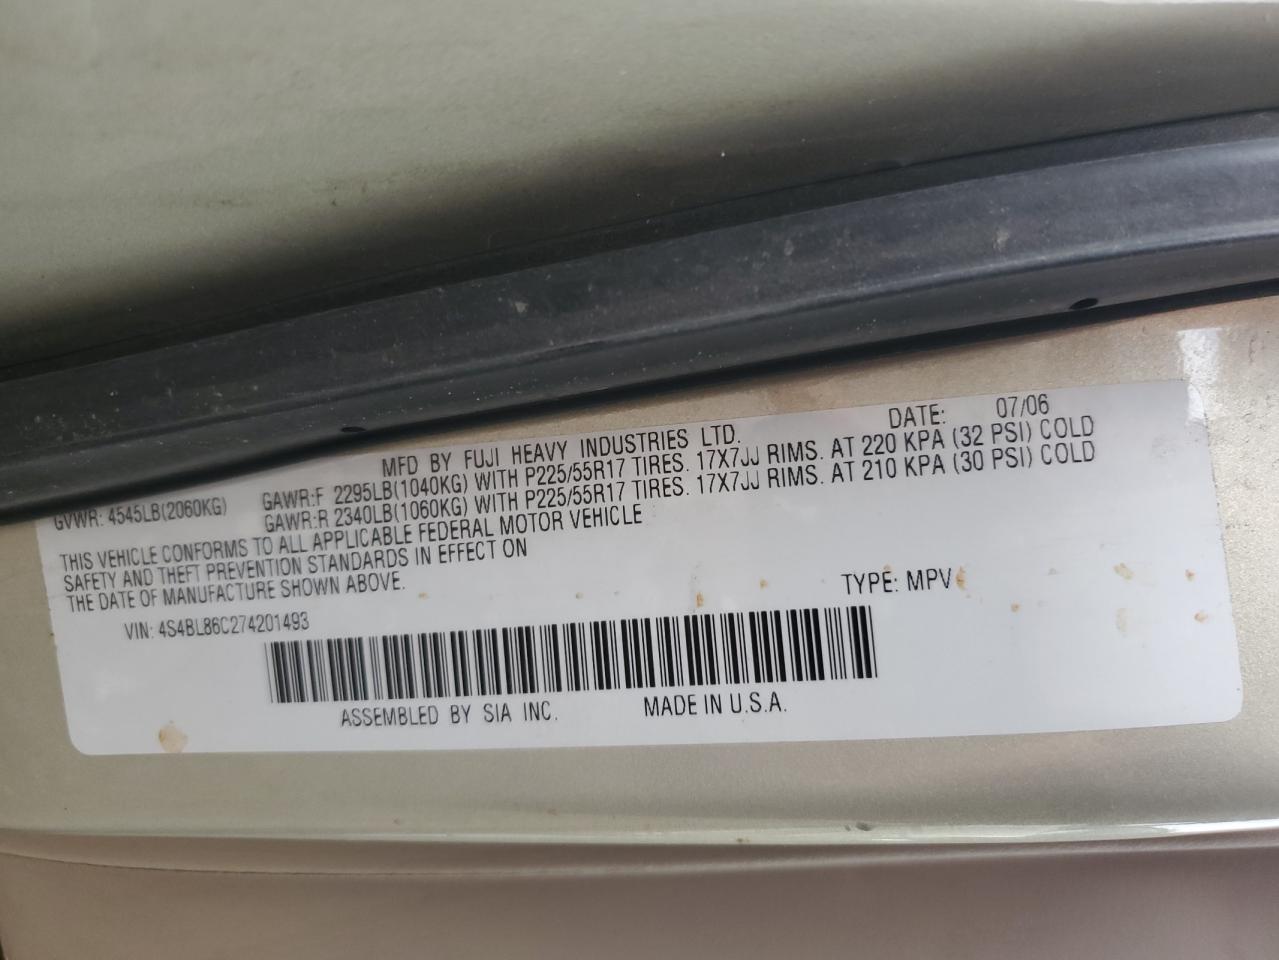 MFD BY FUJI HEAVY INDUSTRIES LTD. DATE: 07/06
GVWR: 4545LB(2060KG) GAWR:F 2295LB(1040KG) WITH P225/55R17 TIRES. 17X7JJ RIMS. AT 220 KPA (32 PSI) COLD
GAWR:R 2340LB(1060KG) WITH P225/55R17 TIRES. 17X7JJ RIMS. AT 210 KPA (30 PSI) COLD
THIS VEHICLE CONFORMS TO ALL APPLICABLE FEDERAL MOTOR VEHICLE
SAFETY AND THEFT PREVENTION STANDARDS IN EFFECT ON
THE DATE OF MANUFACTURE SHOWN ABOVE.
VIN: 4S4BL86C274201493 TYPE: MPV
ASSEMBLED BY SIA INC. MADE IN U.S.A.